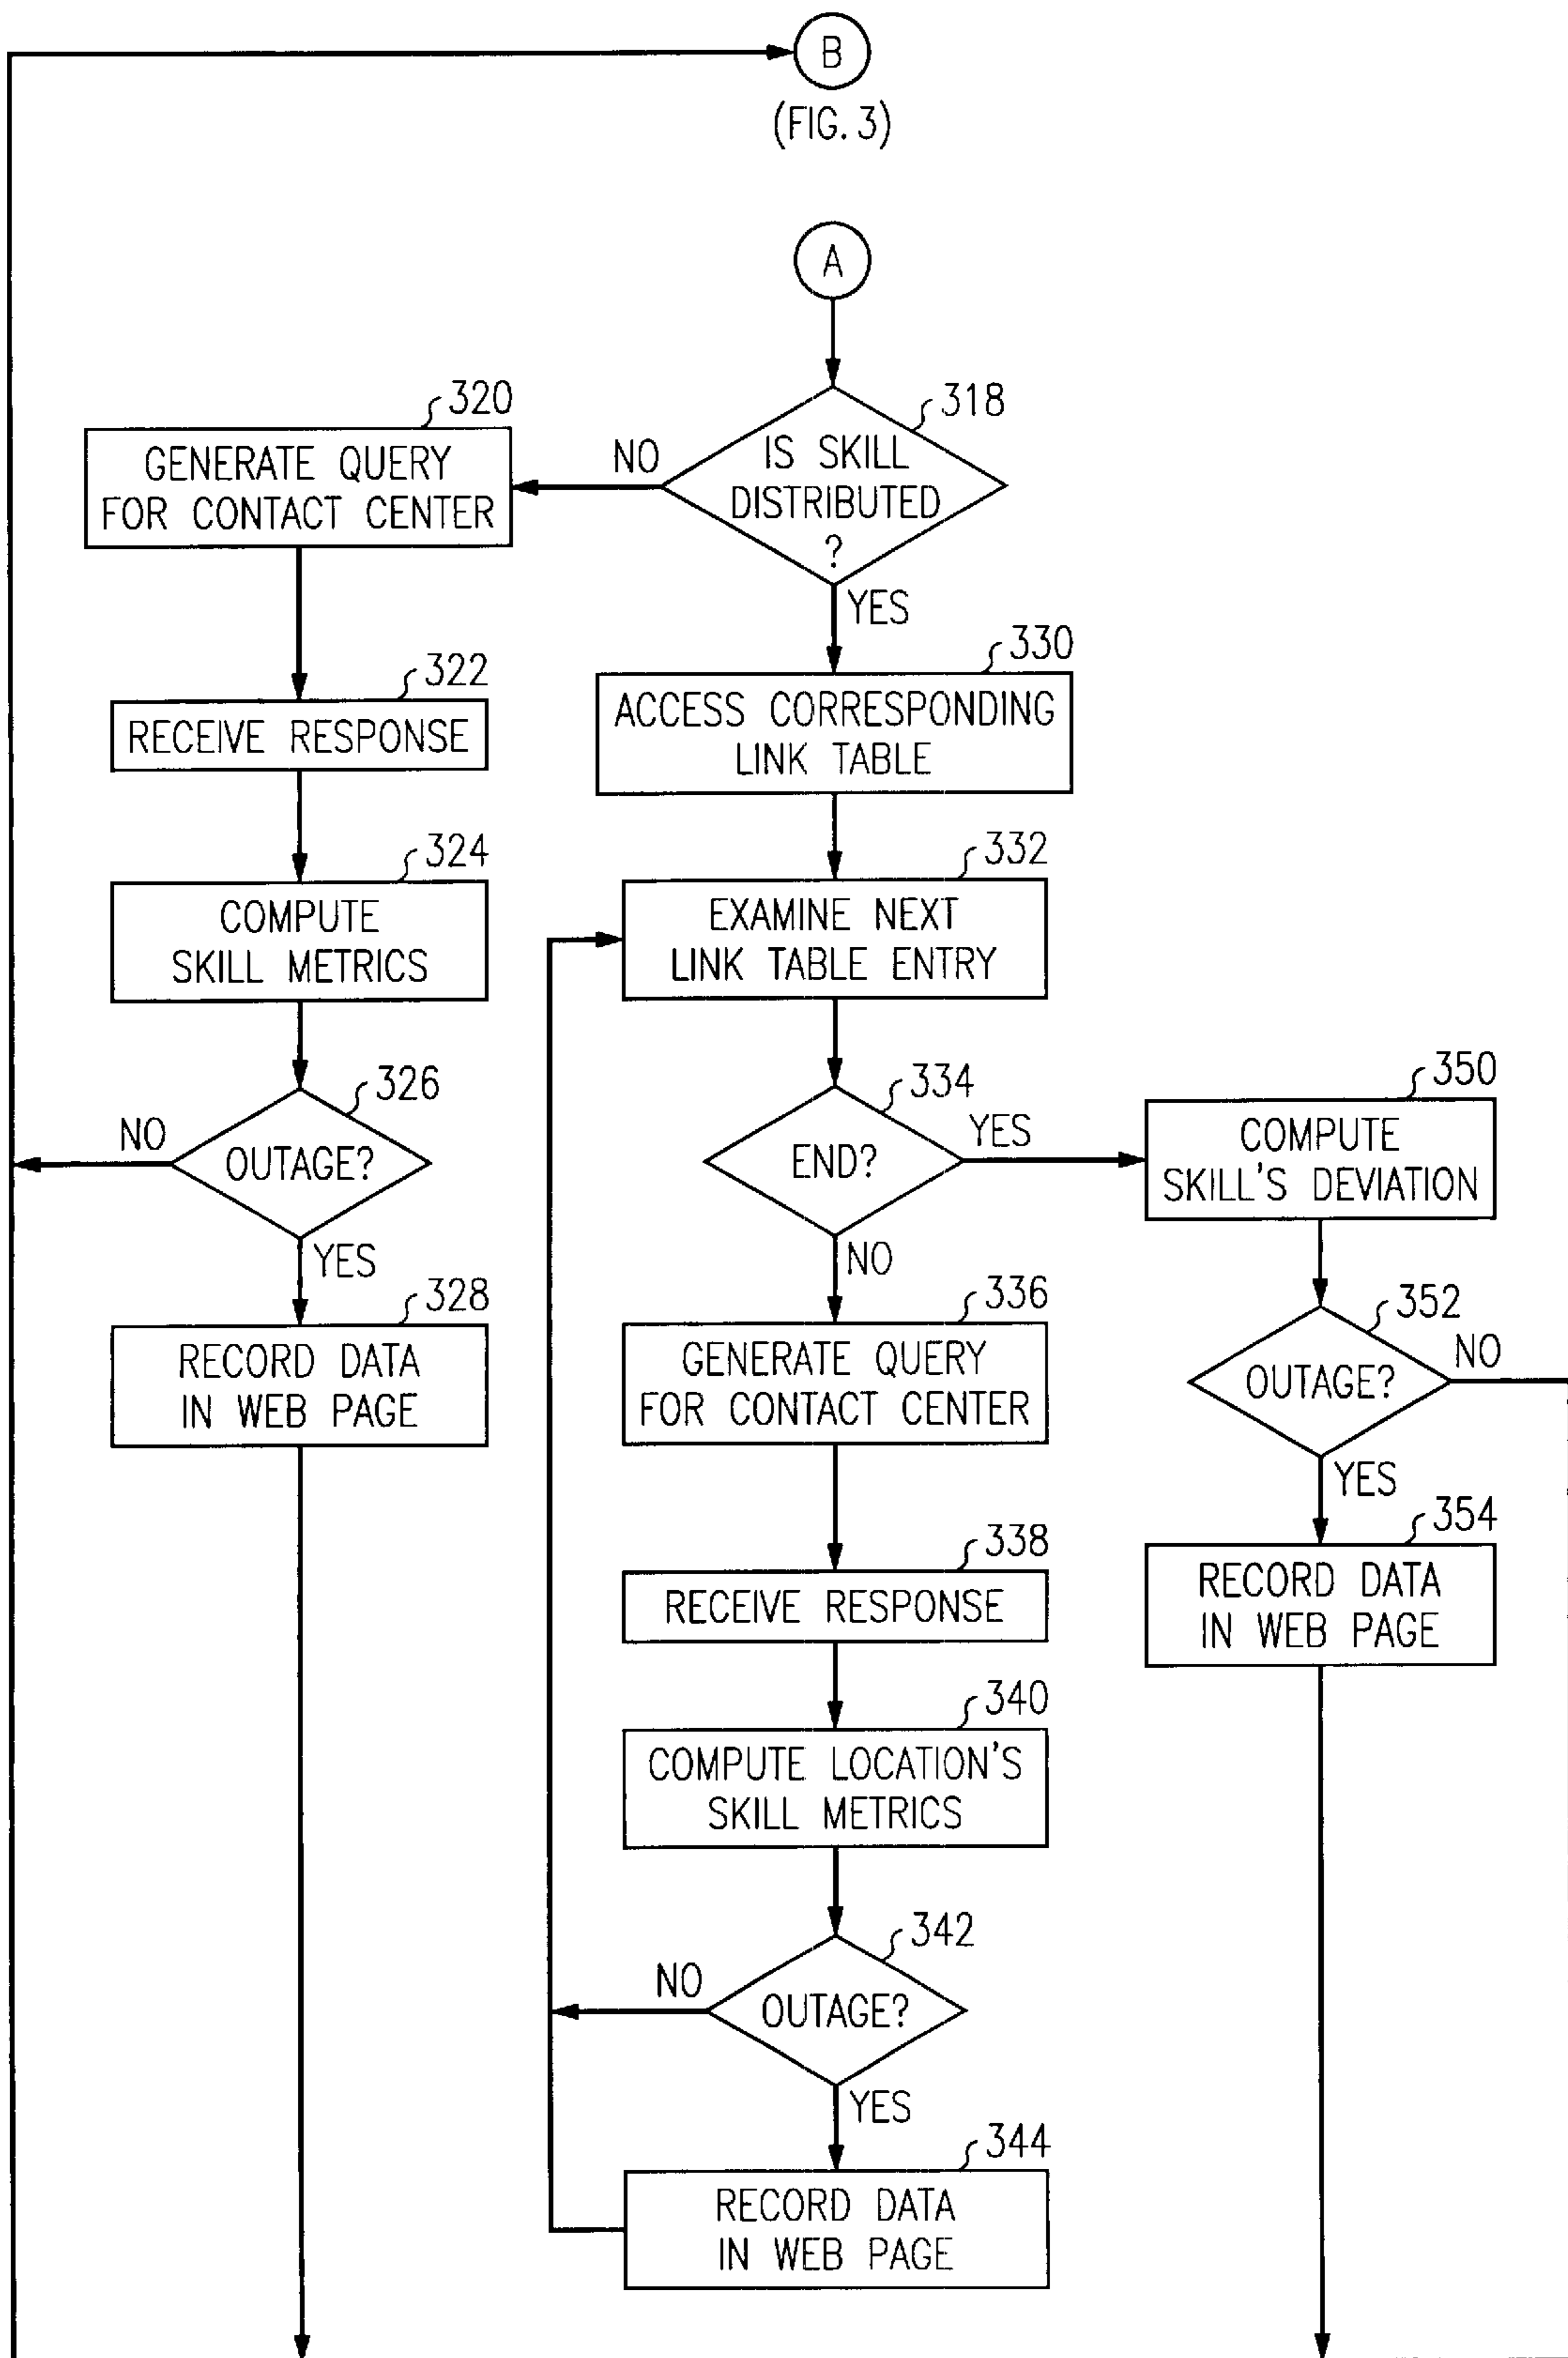 B
(FIG. 3)
A
318
IS SKILL
DISTRIBUTED
?
NO
YES
320
GENERATE QUERY
FOR CONTACT CENTER
322
RECEIVE RESPONSE
324
COMPUTE
SKILL METRICS
326
OUTAGE?
NO
YES
328
RECORD DATA
IN WEB PAGE
330
ACCESS CORRESPONDING
LINK TABLE
332
EXAMINE NEXT
LINK TABLE ENTRY
334
END?
YES
NO
336
GENERATE QUERY
FOR CONTACT CENTER
338
RECEIVE RESPONSE
340
COMPUTE LOCATION'S
SKILL METRICS
342
OUTAGE?
NO
YES
344
RECORD DATA
IN WEB PAGE
350
COMPUTE
SKILL'S DEVIATION
352
OUTAGE?
NO
YES
354
RECORD DATA
IN WEB PAGE